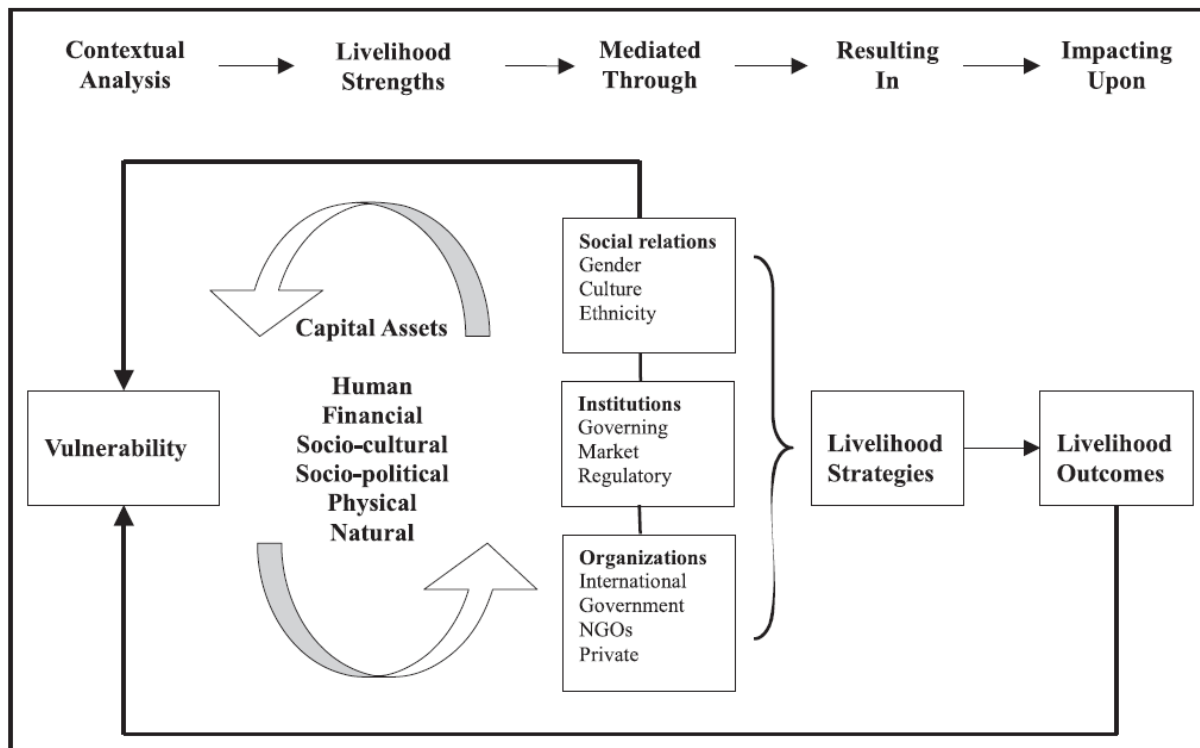 Contextual
Analysis
Livelihood
Strengths
Mediated
Through
Resulting
In
Impacting
Upon
Social relations
Gender
Culture
Ethnicity
Capital Assets
Human
Financial
Socio-cultural
Socio-political
Physical
Natural
Vulnerability
Institutions
Governing
Market
Regulatory
Organizations
International
Government
NGOs
Private
Livelihood
Strategies
Livelihood
Outcomes